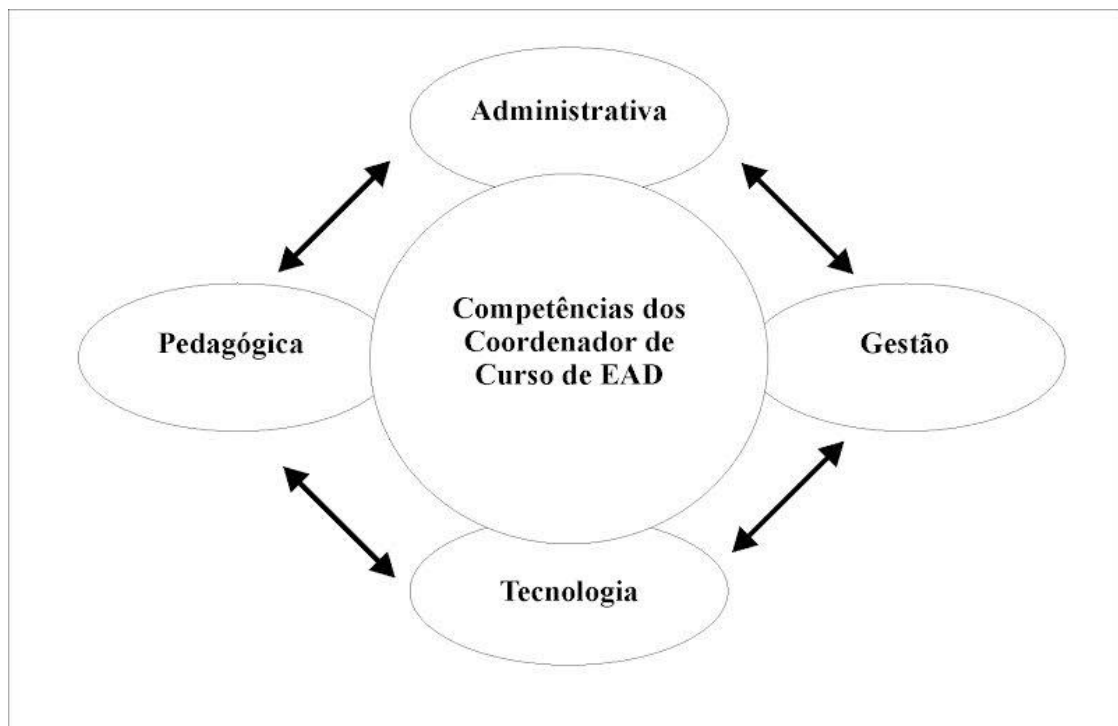 Administrativa
Pedagógica
Competências dos
Coordenador de
Curso de EAD
Gestão
Tecnologia